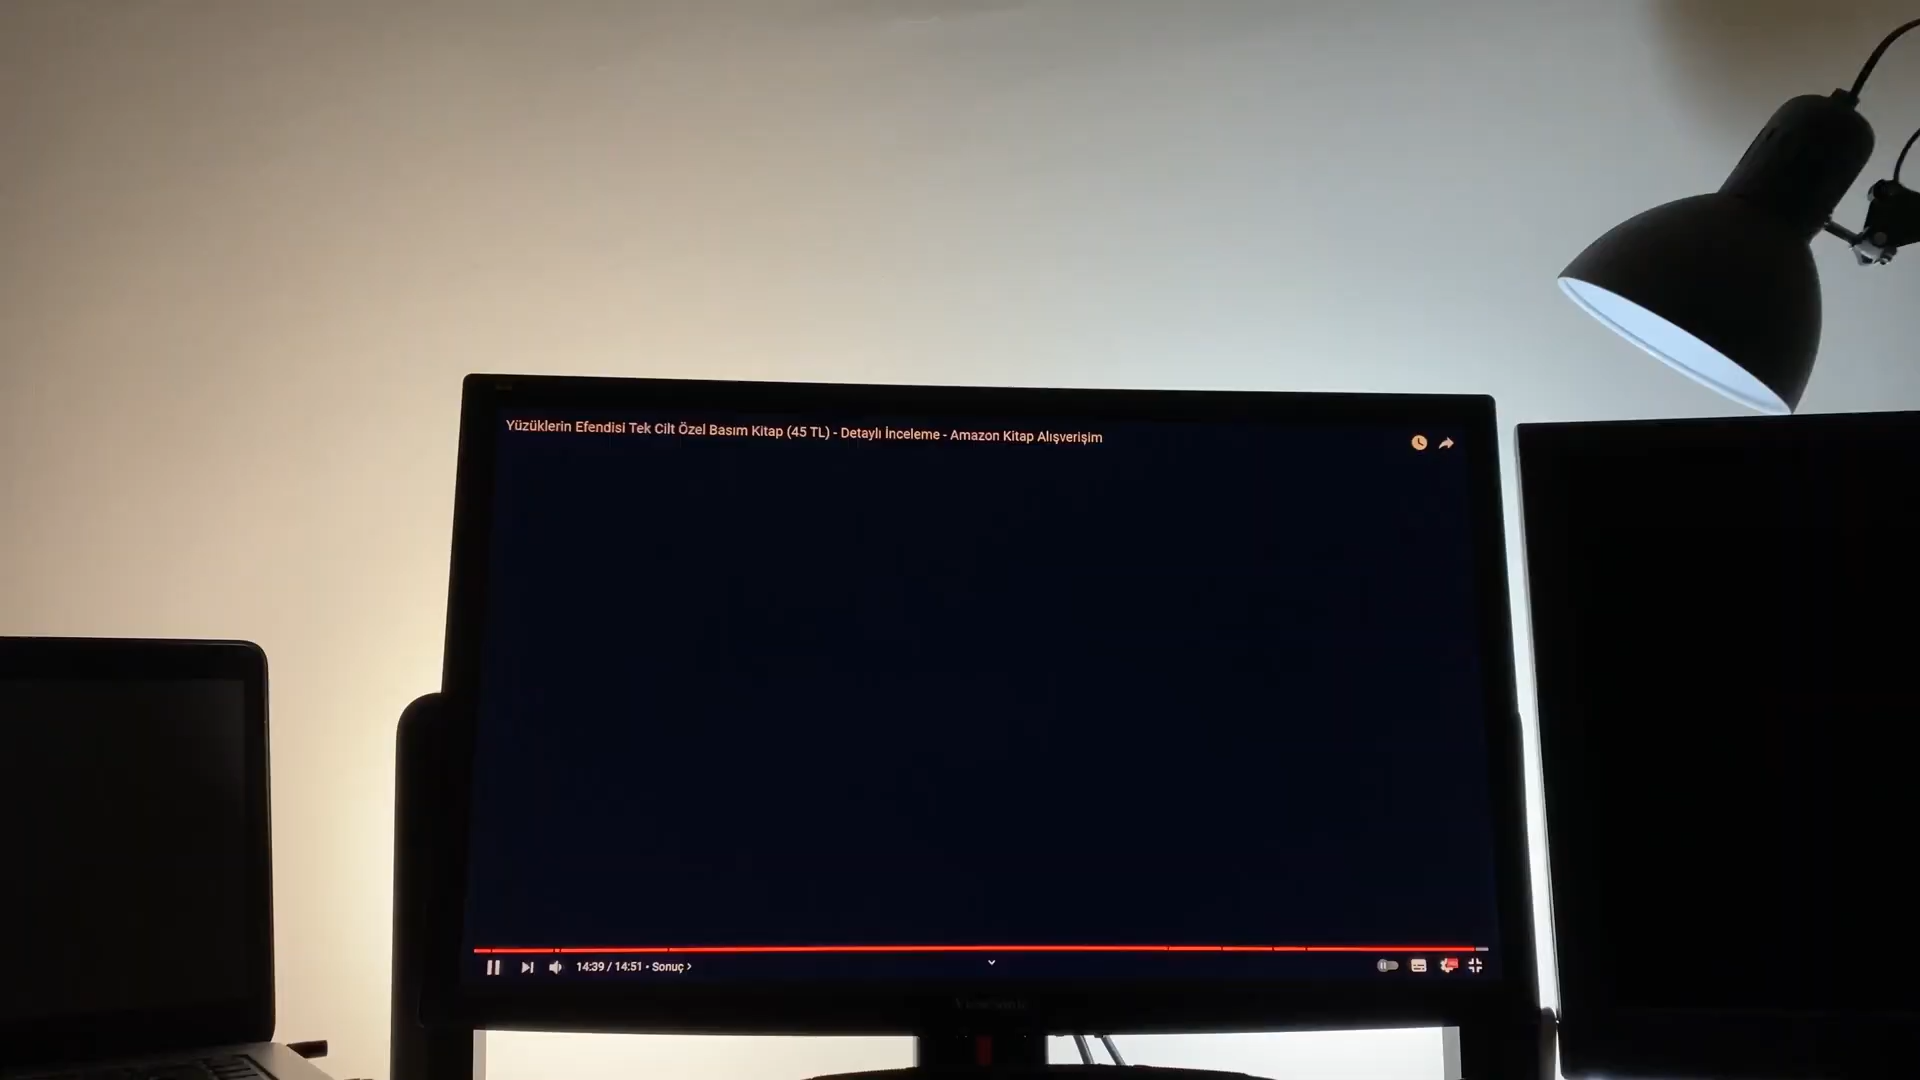 Yüzüklerin Efendisi Tek Cilt Özel Basım Kitap (45 TL) - Detaylı İnceleme - Amazon Kitap Alışverişim
14:39 / 14:51 • Sonuç ›
ViewSonic